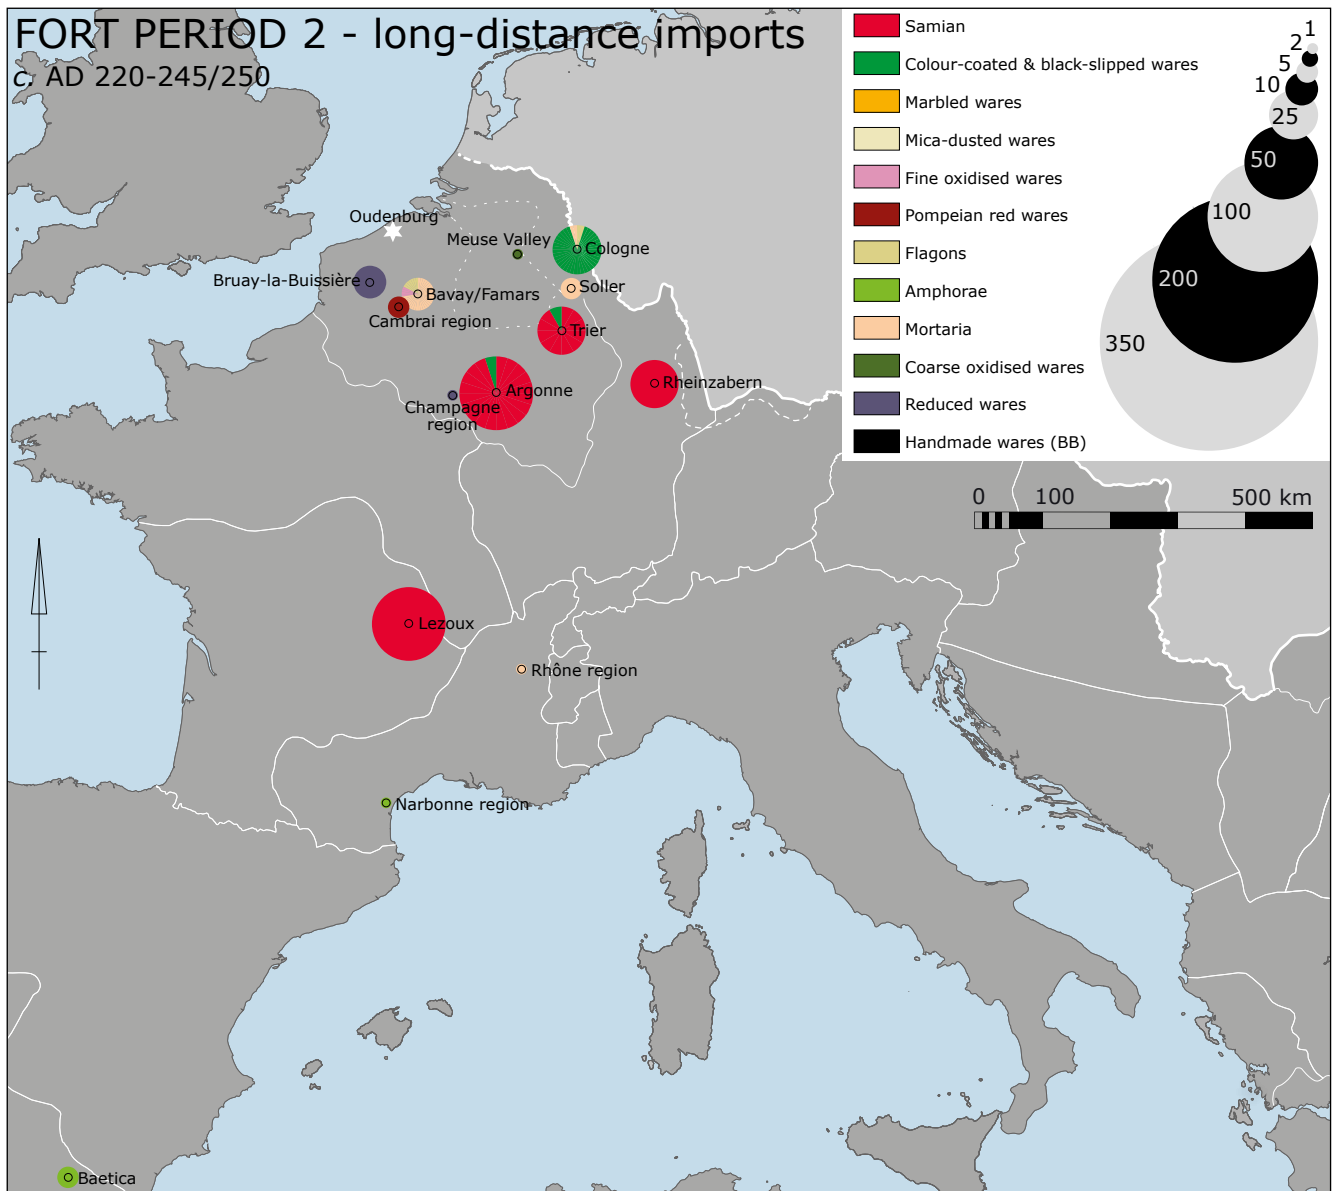 FORT PERIOD 2 - long-distance imports
c. AD 220-245/250
Samian
Colour-coated & black-slipped wares
Marbled wares
Mica-dusted wares
Fine oxidised wares
Pompeian red wares
Flagons
Amphorae
Mortaria
Coarse oxidised wares
Reduced wares
Handmade wares (BB)
1
2
5
10
25
50
100
200
350
0 100 500 km
Oudenburg
Meuse Valley
Cologne
Bruay-la-Buissière
Bavay/Famars
Soller
Cambrai region
Trier
Rheinzabern
Argonne
Champagne
region
Lezoux
Rhône region
Narbonne region
Baetica